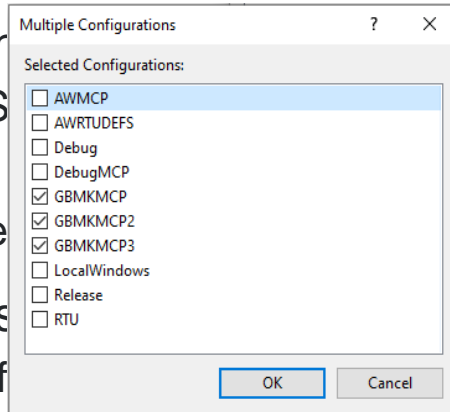 Multiple Configurations ?
Selected Configurations:
AWMCP
AWRTUDEFS
Debug
DebugMCP
GBMKMCP
GBMKMCP2
GBMKMCP3
LocalWindows
Release
RTU
OK Cancel